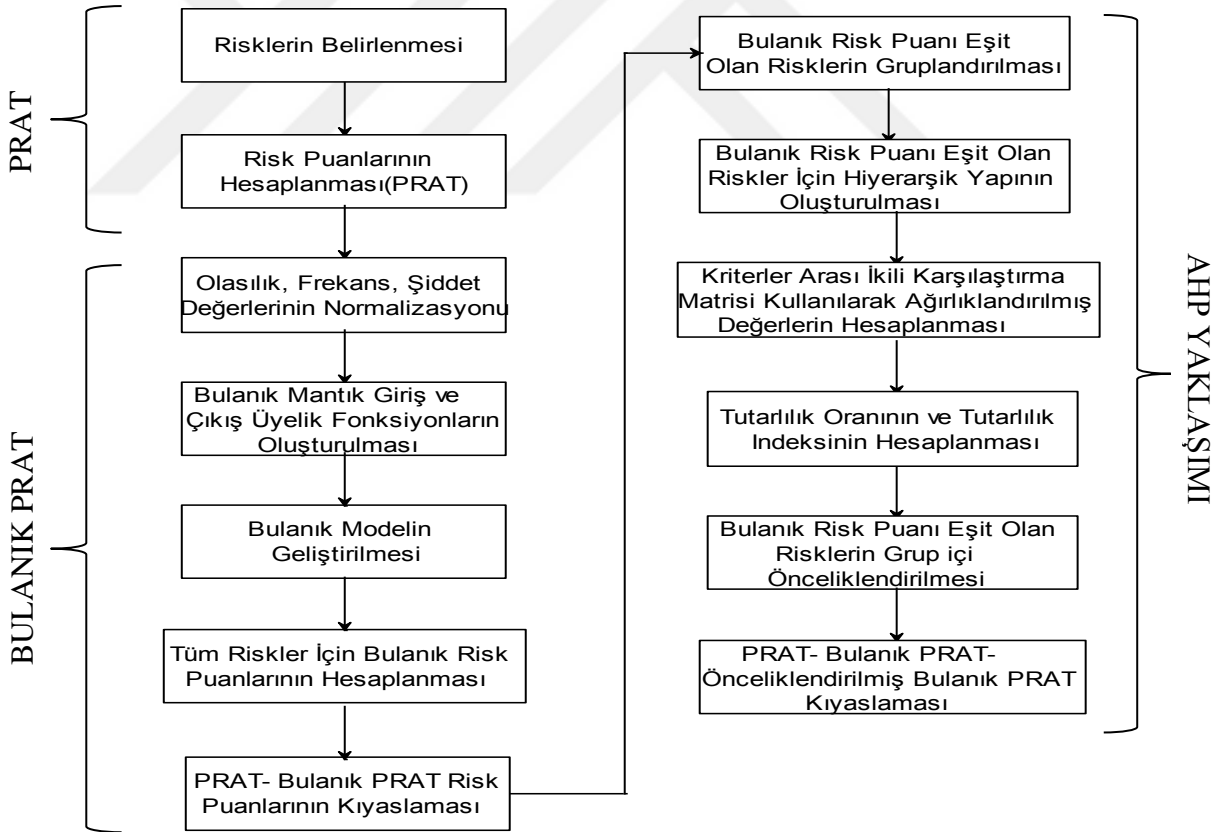 PRAT
Risklerin Belirlenmesi
Risk Puanlarının
Hesaplanması(PRAT)
BULANIK PRAT
Olasılık, Frekans, Şiddet
Değerlerinin Normalizasyonu
Bulanık Mantık Giriş ve
Çıkış Üyelik Fonksiyonların
Oluşturulması
Bulanık Modelin
Geliştirilmesi
Tüm Riskler İçin Bulanık Risk
Puanlarının Hesaplanması
PRAT- Bulanık PRAT Risk
Puanlarının Kıyaslaması
AHP YAKLAŞIMI
Bulanık Risk Puanı Eşit
Olan Risklerin Gruplandırılması
Bulanık Risk Puanı Eşit Olan
Riskler İçin Hiyerarşik Yapının
Oluşturulması
Kriterler Arası İkili Karşılaştırma
Matrisi Kullanılarak Ağırlıklandırılmış
Değerlerin Hesaplanması
Tutarlılık Oranının ve Tutarlılık
Indeksinin Hesaplanması
Bulanık Risk Puanı Eşit Olan
Risklerin Grup içi
Önceliklendirilmesi
PRAT- Bulanık PRAT-
Önceliklendirilmiş Bulanık PRAT
Kıyaslaması